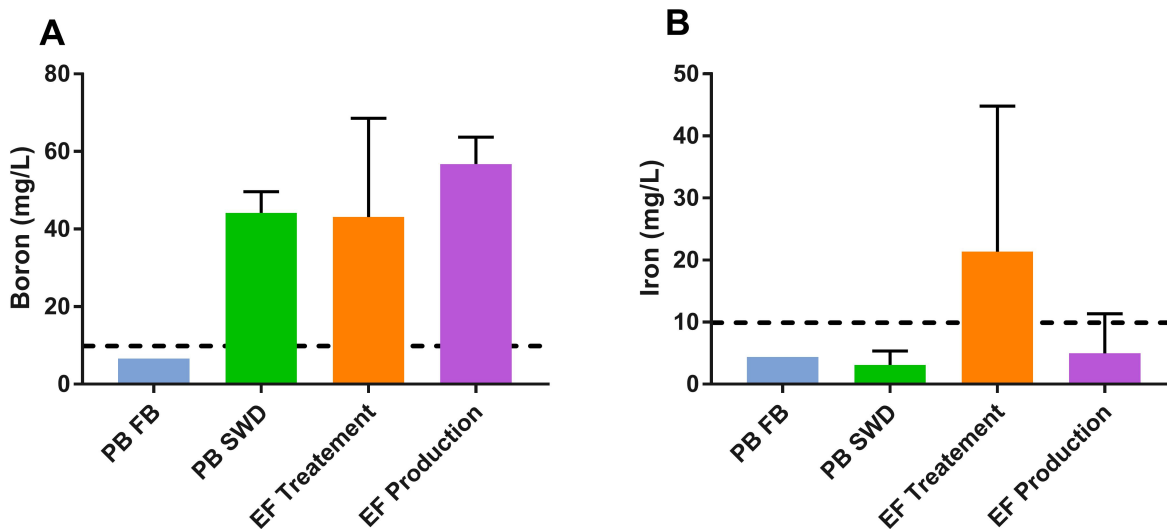 A
Boron (mg/L)
80
60
40
20
0
PB FB
PB SWD
EF Treatement
EF Production
B
Iron (mg/L)
50
40
30
20
10
0
PB FB
PB SWD
EF Treatement
EF Production